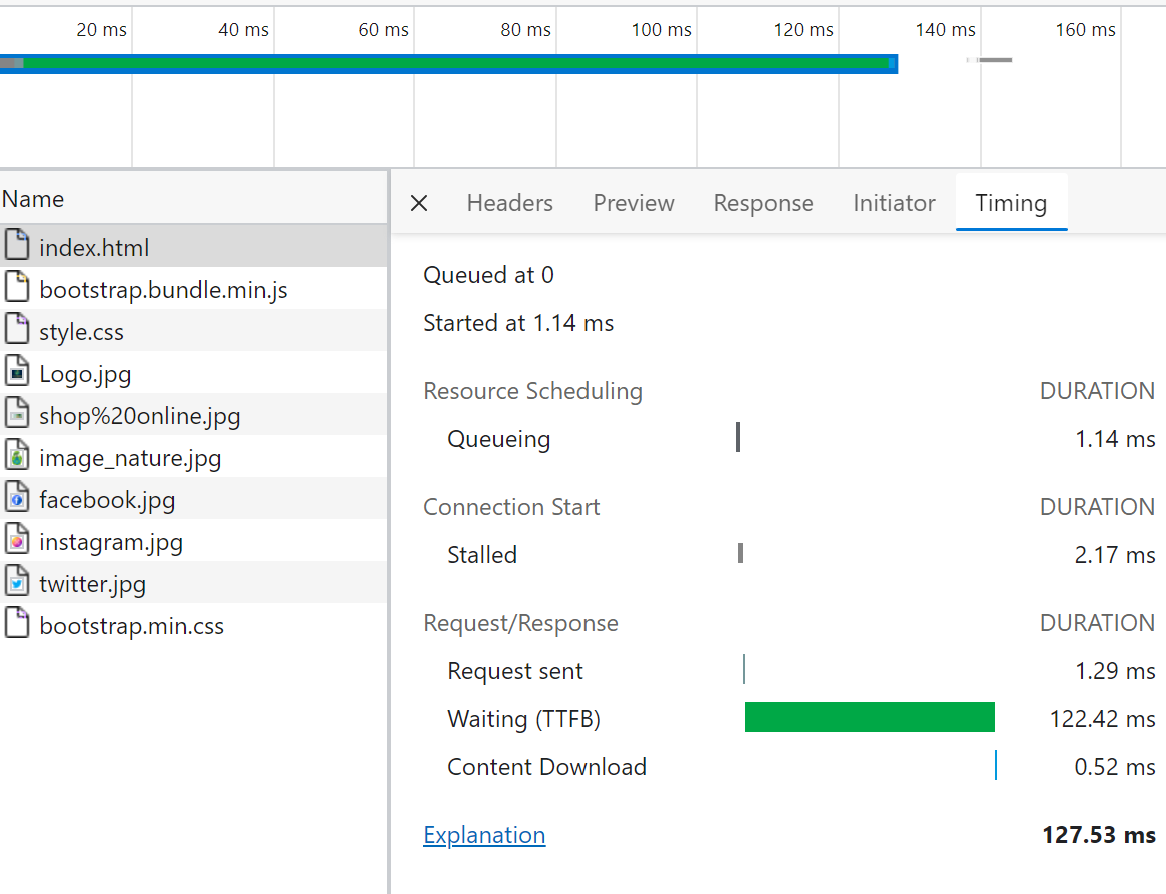 20 ms 40 ms 60 ms 80 ms 100 ms 120 ms 140 ms 160 ms
Name
index.html
bootstrap.bundle.min.js
style.css
Logo.jpg
shop%20online.jpg
image_nature.jpg
facebook.jpg
instagram.jpg
twitter.jpg
bootstrap.min.css
Headers Preview Response Initiator Timing
Queued at 0
Started at 1.14 ms
Resource Scheduling DURATION
Queueing 1.14 ms
Connection Start DURATION
Stalled 2.17 ms
Request/Response DURATION
Request sent 1.29 ms
Waiting (TTFB) 122.42 ms
Content Download 0.52 ms
Explanation 127.53 ms